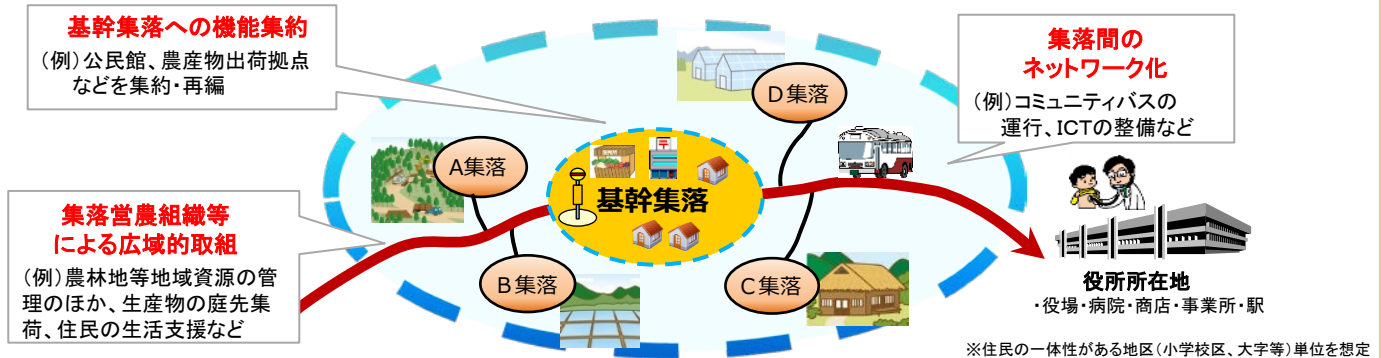 基幹集落への機能集約
(例)公民館、農産物出荷拠点
などを集約・再編
集落間の
ネットワーク化
(例)コミュニティバスの
運行、ICTの整備など
D集落
A集落
〒
基幹集落
集落営農組織等
による広域的取組
(例)農林地等地域資源の管
理のほか、生産物の庭先集
荷、住民の生活支援など
B集落
C集落
役所所在地
・役場・病院・商店・事業所・駅
※住民の一体性がある地区(小学校区、大字等)単位を想定